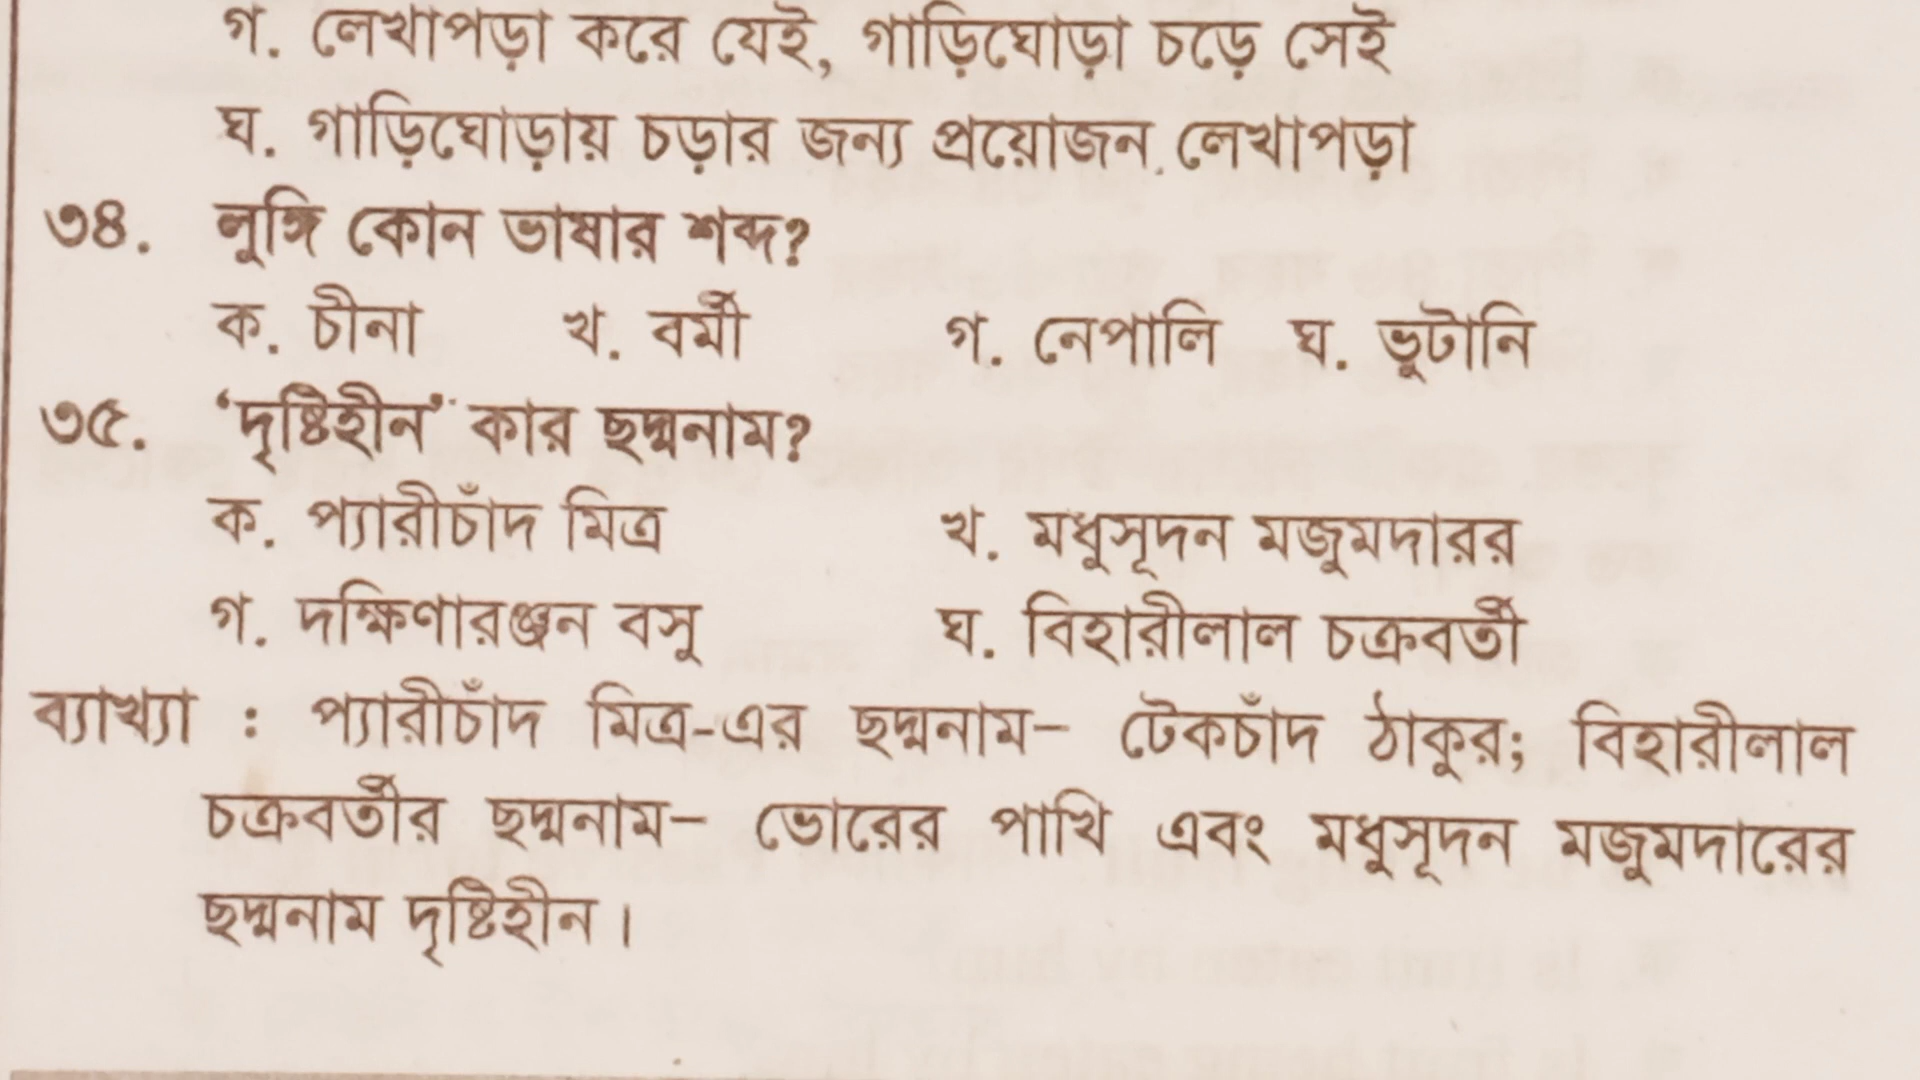 গ. লেখাপড়া করে যেই, গাড়িঘোড়া চড়ে সেই
ঘ. গাড়িঘোড়ায় চড়ার জন্য প্রয়োজন লেখাপড়া
৩৪. লুঙ্গি কোন ভাষার শব্দ?
ক. চীনা খ. বর্মী গ. নেপালি ঘ. ভুটানি
৩৫. ‘দৃষ্টিহীন’ কার ছদ্মনাম?
ক. প্যারীচাঁদ মিত্র খ. মধুসূদন মজুমদারর
গ. দক্ষিণারঞ্জন বসু ঘ. বিহারীলাল চক্রবর্তী
ব্যাখ্যা : প্যারীচাঁদ মিত্র-এর ছদ্মনাম– টেকচাঁদ ঠাকুর; বিহারীলাল
চক্রবর্তীর ছদ্মনাম– ভোরের পাখি এবং মধুসূদন মজুমদারের
ছদ্মনাম দৃষ্টিহীন।